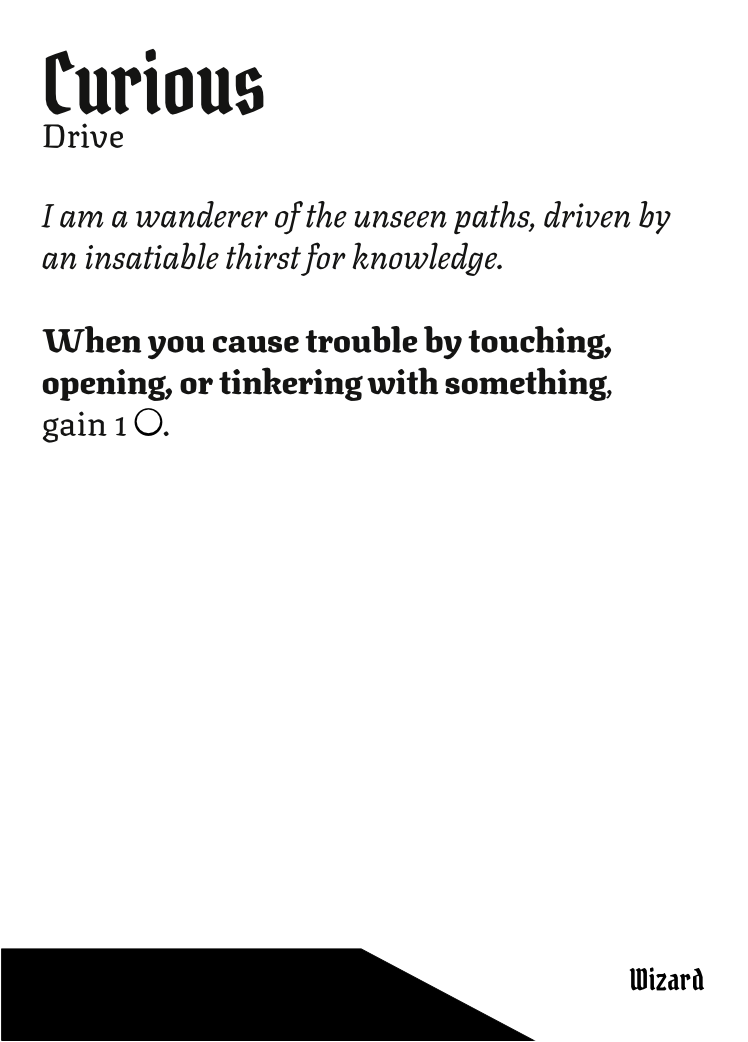 Curious
Drive
I am a wanderer of the unseen paths, driven by
an insatiable thirst for knowledge.
When you cause trouble by touching,
opening, or tinkering with something,
gain 1 ◯.
Wizard